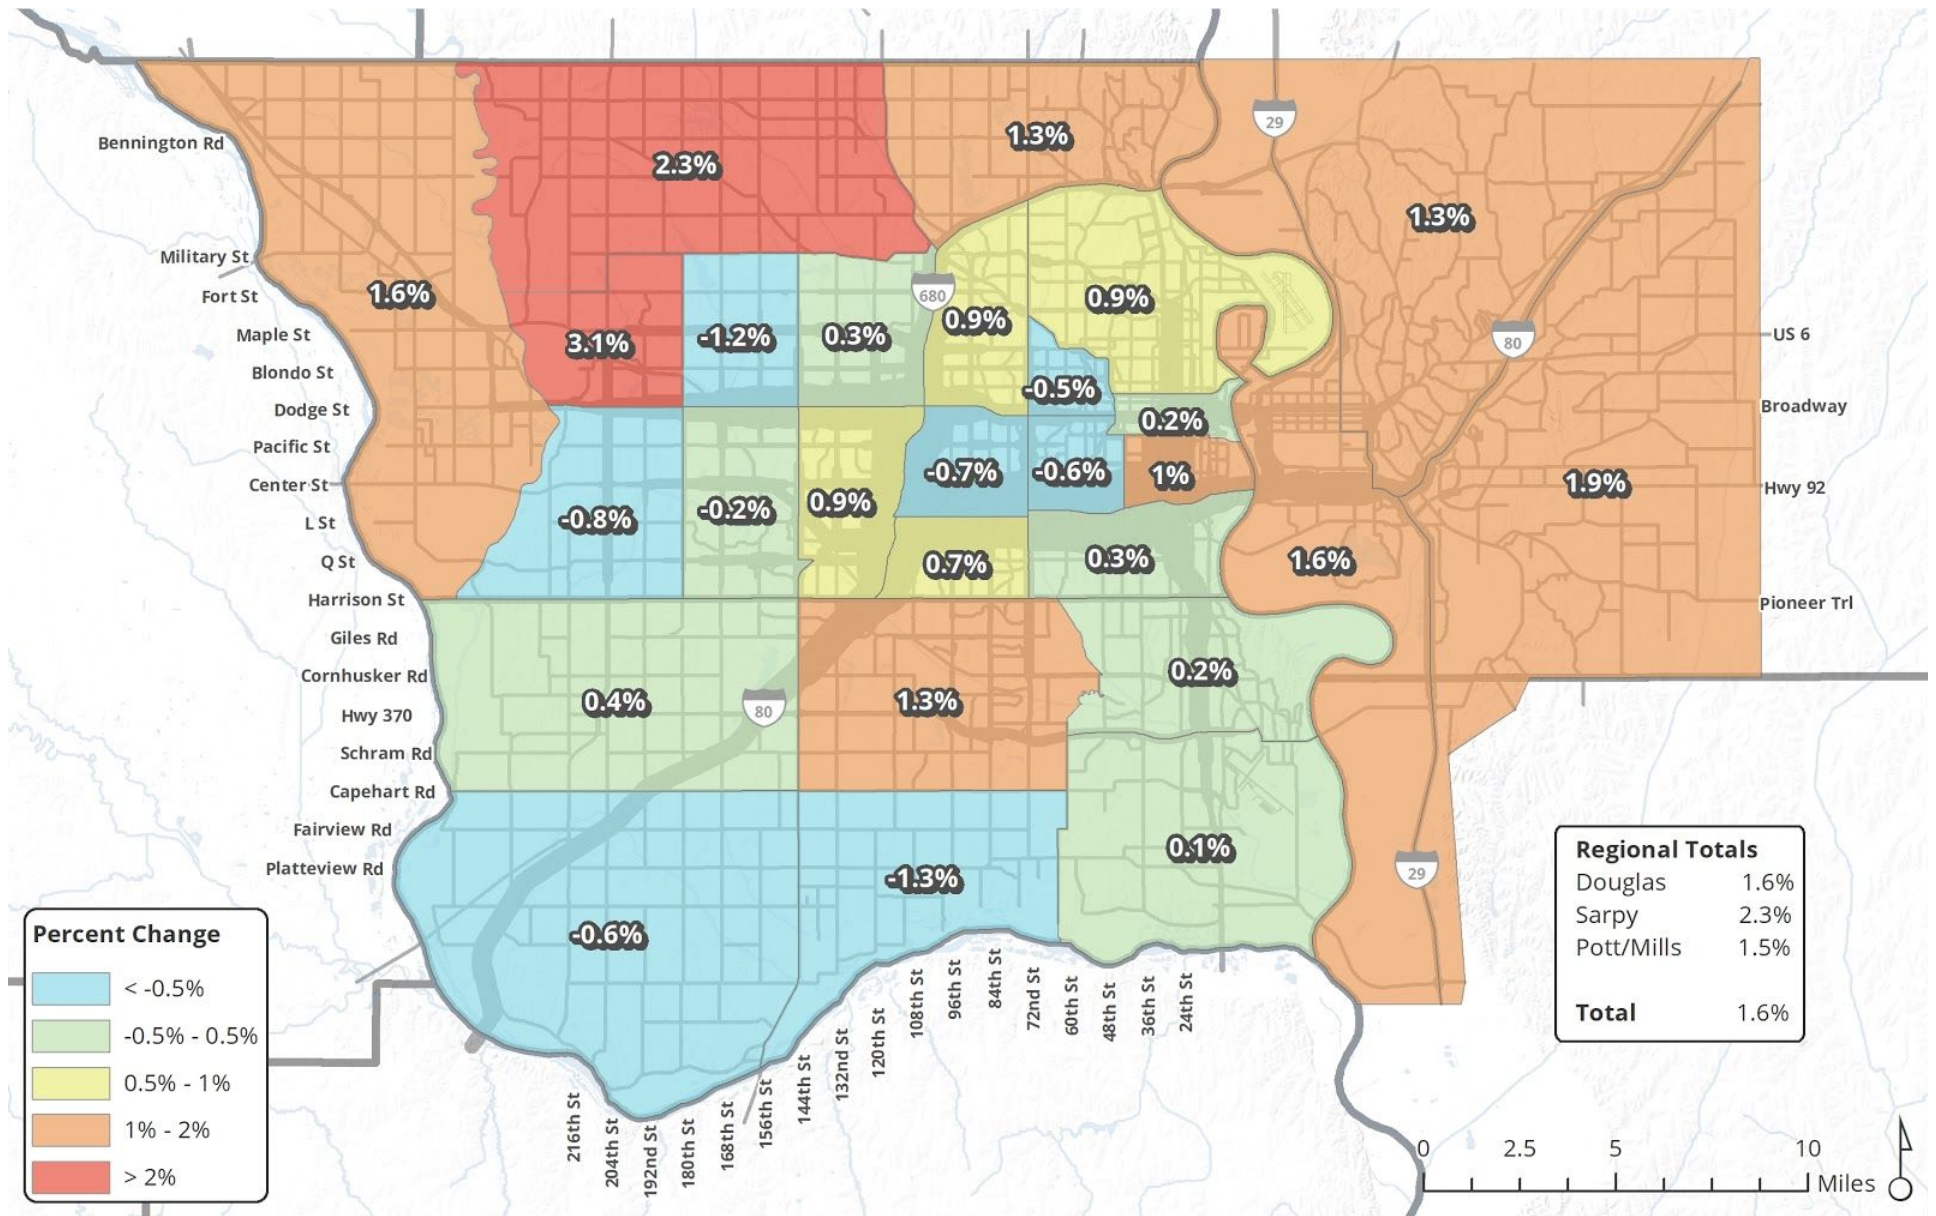 29
Bennington Rd
1.3%
2.3%
1.3%
Military St
Fort St
1.6%
680
0.9%
0.9%
Maple St
3.1%
-1.2%
0.3%
80
US 6
Blondo St
-0.5%
Dodge St
0.2%
Broadway
Pacific St
Center St
-0.7%
-0.6%
1%
1.9%
Hwy 92
L St
-0.8%
-0.2%
0.9%
Q St
0.7%
0.3%
1.6%
Harrison St
Pioneer Trl
Giles Rd
Cornhusker Rd
0.2%
Hwy 370
0.4%
80
1.3%
Schram Rd
Capehart Rd
Fairview Rd
0.1%
Platteview Rd
-1.3%
29
-0.6%
Regional Totals
Douglas 1.6%
Sarpy 2.3%
Pott/Mills 1.5%
Total 1.6%
Percent Change
< -0.5%
-0.5% - 0.5%
0.5% - 1%
1% - 2%
> 2%
216th St
204th St
192nd St
180th St
168th St
156th St
144th St
132nd St
120th St
108th St
96th St
84th St
72nd St
60th St
48th St
36th St
24th St
0 2.5 5 10
Miles